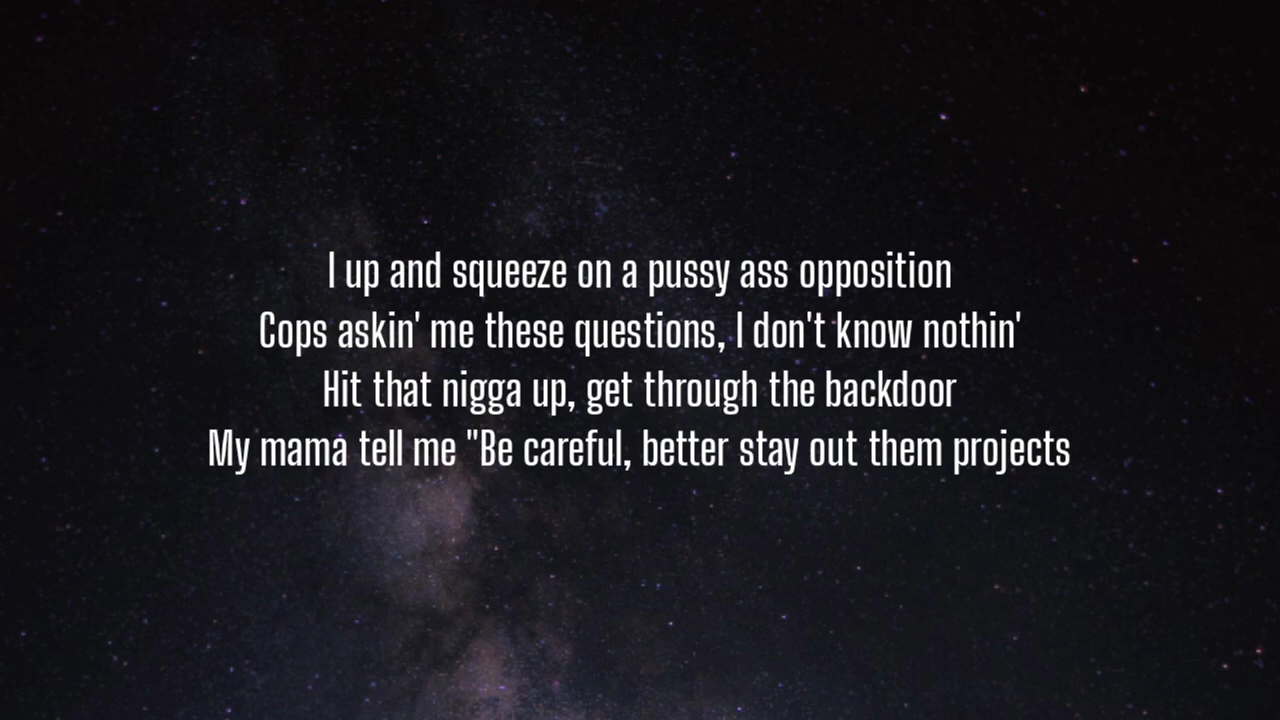 I up and squeeze on a pussy ass opposition
Cops askin' me these questions, I don't know nothin'
Hit that nigga up, get through the backdoor
My mama tell me "Be careful, better stay out them projects